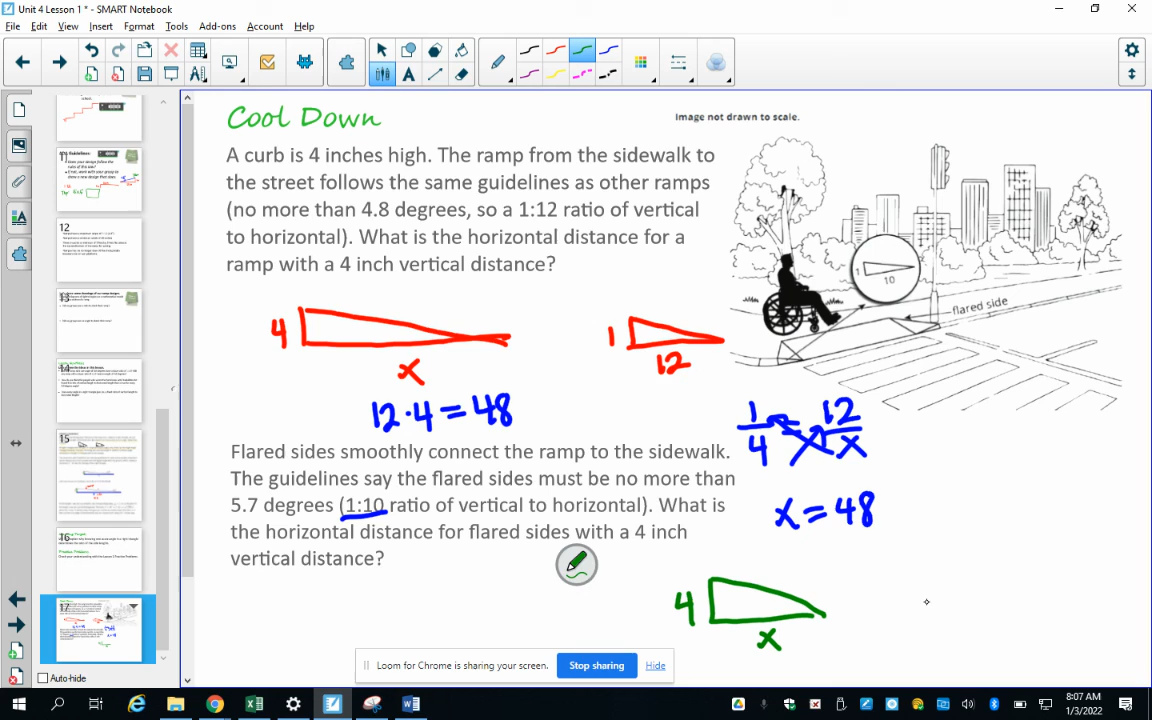 Unit 4 Lesson 1 * - SMART Notebook
File Edit View Insert Format Tools Add-ons Account Help
Cool Down
Image not drawn to scale.
A curb is 4 inches high. The ramp from the sidewalk to
the street follows the same guidelines as other ramps
(no more than 4.8 degrees, so a 1:12 ratio of vertical
to horizontal). What is the horizontal distance for a
ramp with a 4 inch vertical distance?
1
10
flared side
4
x
1
12
12·4=48
1/4 = 12/x
x=48
Flared sides smoothly connect the ramp to the sidewalk.
The guidelines say the flared sides must be no more than
5.7 degrees (1:10 ratio of vertical to horizontal). What is
the horizontal distance for flared sides with a 4 inch
vertical distance?
4
x
11
12
13
14
15
16
17
Auto-hide
Loom for Chrome is sharing your screen.
Stop sharing
Hide
8:07 AM
1/3/2022